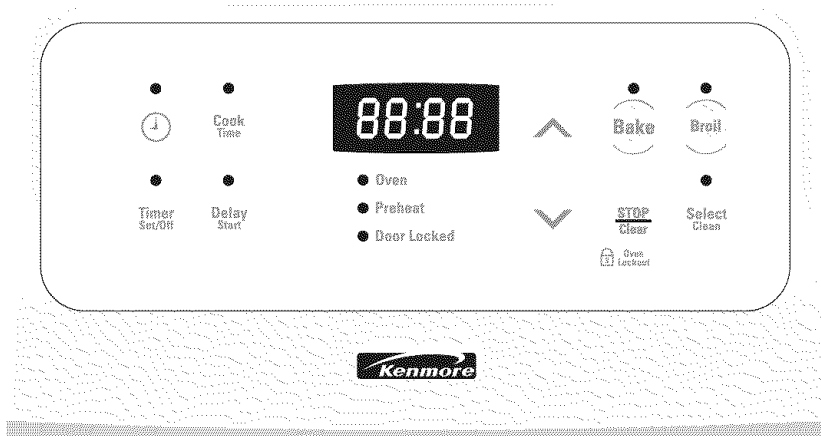 88:88
Cook
Time
Bake
Broil
Oven
Preheat
Door Locked
Timer
Set/Off
Delay
Start
STOP
Clear
Select
Clean
Oven
Lockout
Kenmore